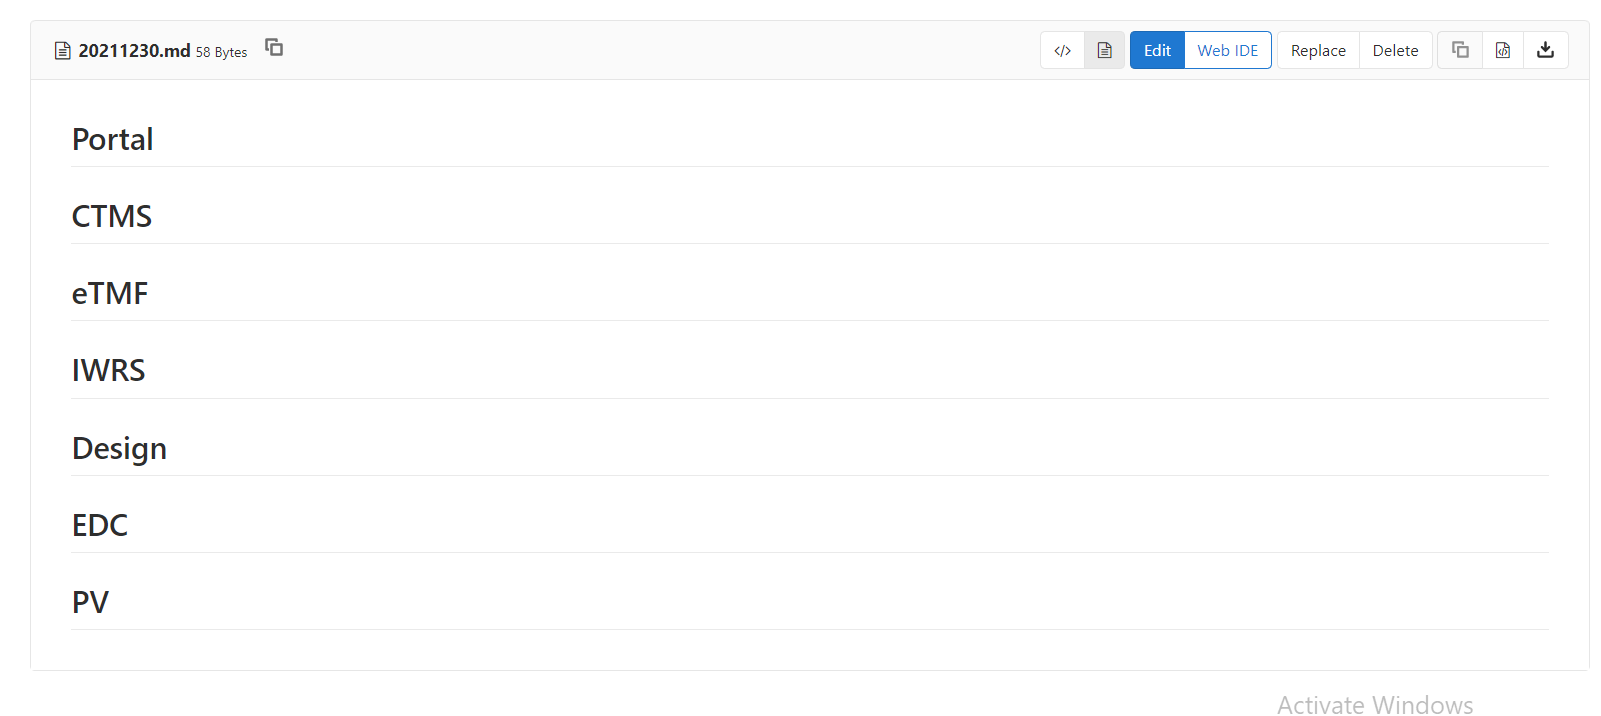 20211230.md 58 Bytes
</> Edit Web IDE Replace Delete
Portal
CTMS
eTMF
IWRS
Design
EDC
PV
Activate Windows